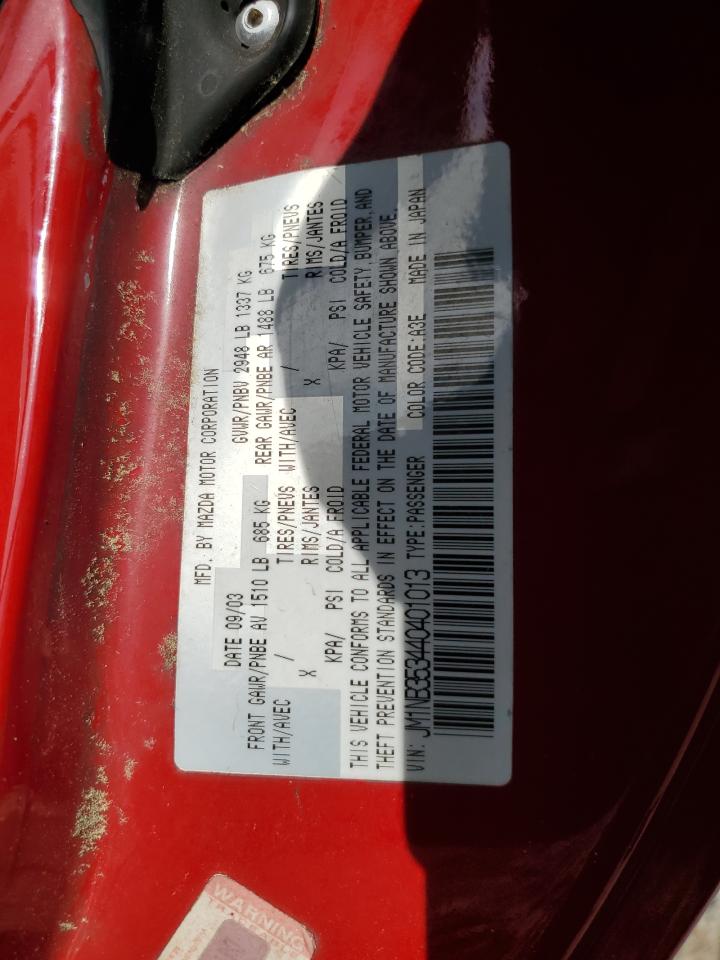 MFD. BY MAZDA MOTOR CORPORATION
DATE 09/03 GVWR/PNBV 2948 LB 1337 KG
FRONT GAWR/PNBE AV 1510 LB 685 KG REAR GAWR/PNBE AR 1488 LB 675 KG
WITH/AVEC / TIRES/PNEUS WITH/AVEC / TIRES/PNEUS
X RIMS/JANTES X RIMS/JANTES
KPA/ PSI COLD/A FROID KPA/ PSI COLD/A FROID
THIS VEHICLE CONFORMS TO ALL APPLICABLE FEDERAL MOTOR VEHICLE SAFETY, BUMPER, AND
THEFT PREVENTION STANDARDS IN EFFECT ON THE DATE OF MANUFACTURE SHOWN ABOVE.
VIN: JM1NB353440401013 TYPE:PASSENGER COLOR CODE:A3E MADE IN JAPAN
WARNING